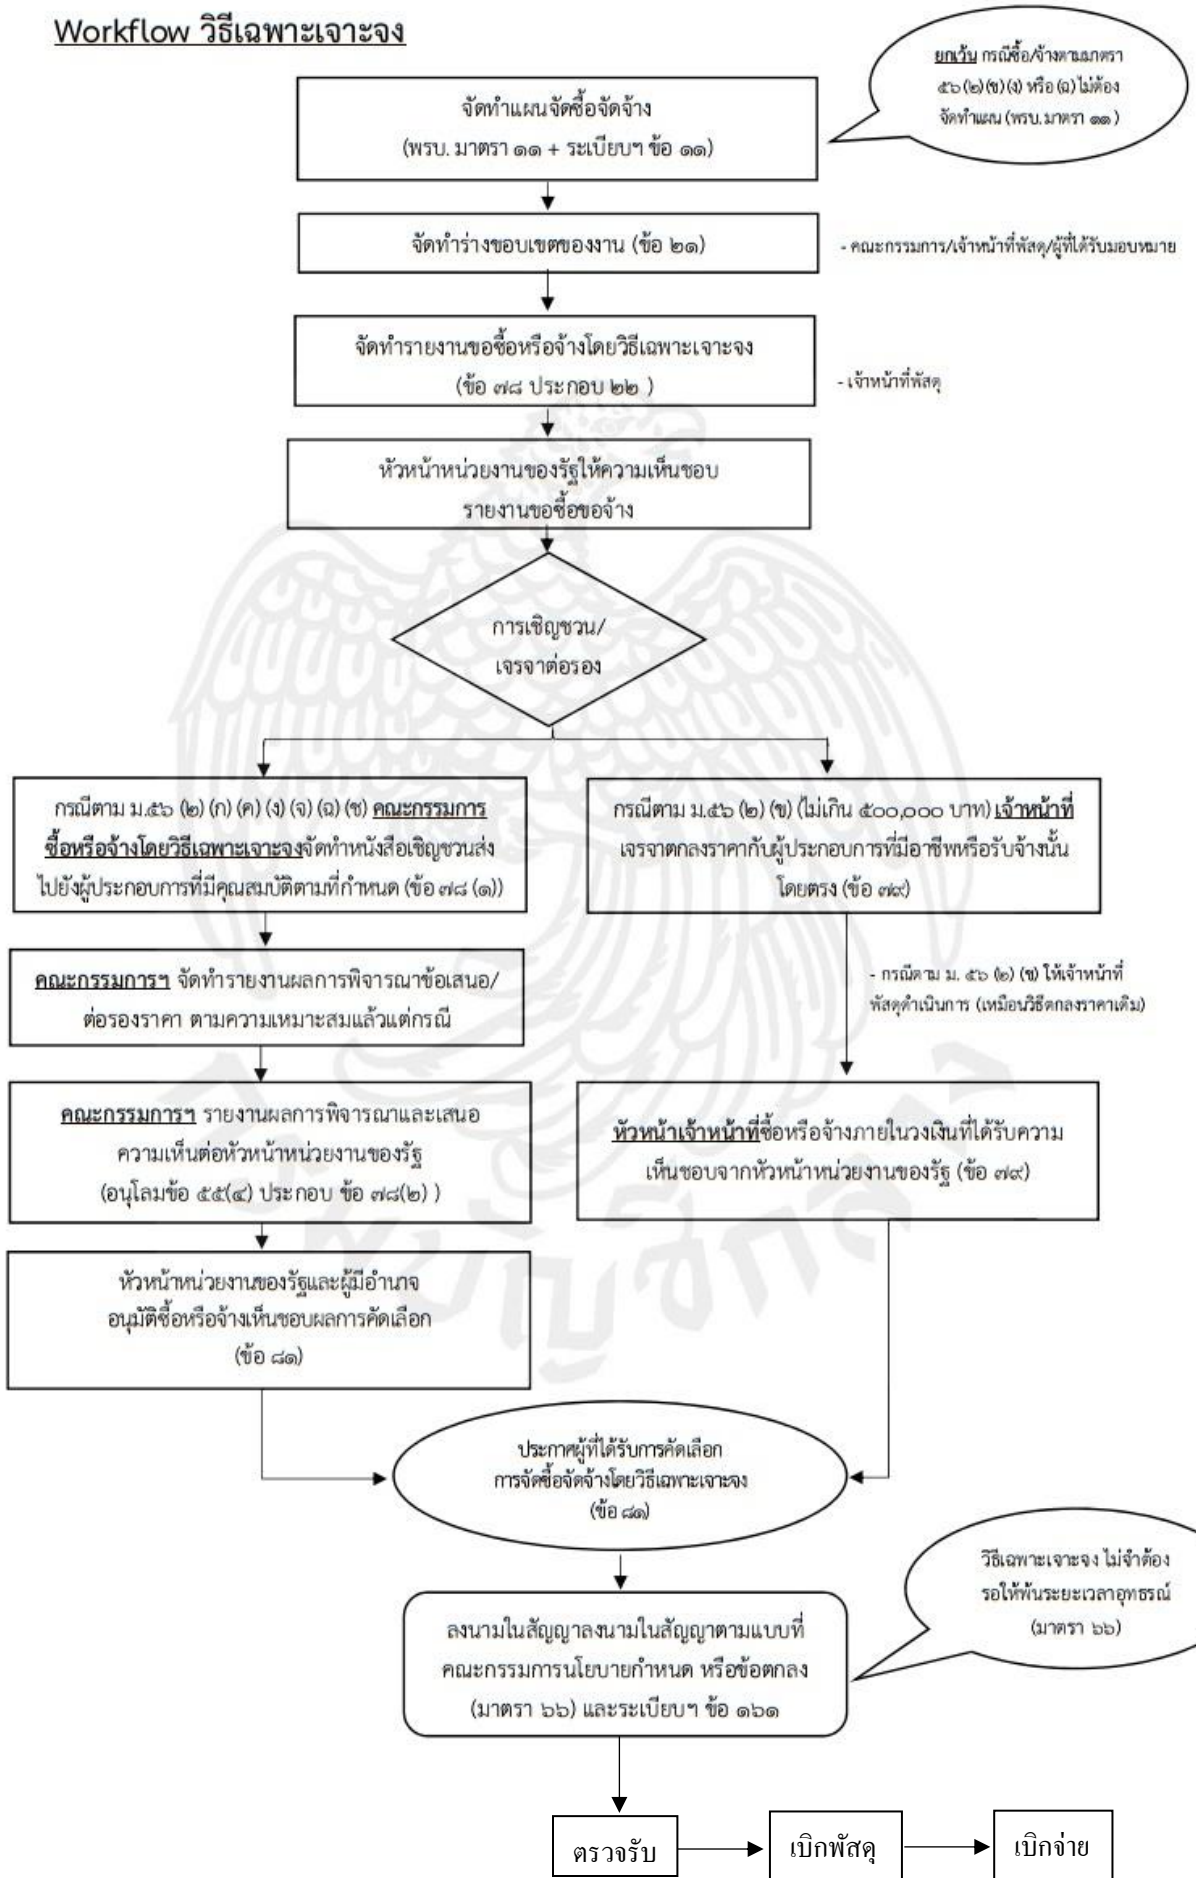 Workflow วิธีเฉพาะเจาะจง
ยกเว้น กรณีซื้อ/จ้างตามมาตรา
๕๖ (๒) (ข) (ง) หรือ (ฉ) ไม่ต้อง
จัดทำแผน (พรบ. มาตรา ๑๑ )
จัดทำแผนจัดซื้อจัดจ้าง
(พรบ. มาตรา ๑๑ + ระเบียบฯ ข้อ ๑๑)
จัดทำร่างขอบเขตของงาน (ข้อ ๒๑)
- คณะกรรมการ/เจ้าหน้าที่พัสดุ/ผู้ที่ได้รับมอบหมาย
จัดทำรายงานขอซื้อหรือจ้างโดยวิธีเฉพาะเจาะจง
(ข้อ ๗๘ ประกอบ ๒๒ )
- เจ้าหน้าที่พัสดุ
หัวหน้าหน่วยงานของรัฐให้ความเห็นชอบ
รายงานขอซื้อขอจ้าง
การเชิญชวน/
เจรจาต่อรอง
กรณีตาม ม.๕๖ (๒) (ก) (ค) (ง) (จ) (ฉ) (ช) คณะกรรมการ
ซื้อหรือจ้างโดยวิธีเฉพาะเจาะจงจัดทำหนังสือเชิญชวนส่ง
ไปยังผู้ประกอบการที่มีคุณสมบัติตามที่กำหนด (ข้อ ๗๘ (๑))
กรณีตาม ม.๕๖ (๒) (ข) (ไม่เกิน ๕๐๐,๐๐๐ บาท) เจ้าหน้าที่
เจรจาตกลงราคากับผู้ประกอบการที่มีอาชีพหรือรับจ้างนั้น
โดยตรง (ข้อ ๗๙)
คณะกรรมการฯ จัดทำรายงานผลการพิจารณาข้อเสนอ/
ต่อรองราคา ตามความเหมาะสมแล้วแต่กรณี
- กรณีตาม ม. ๕๖ (๒) (ข) ให้เจ้าหน้าที่
พัสดุดำเนินการ (เหมือนวิธีตกลงราคาเดิม)
คณะกรรมการฯ รายงานผลการพิจารณาและเสนอ
ความเห็นต่อหัวหน้าหน่วยงานของรัฐ
(อนุโลมข้อ ๕๕(๔) ประกอบ ข้อ ๗๘(๒) )
หัวหน้าเจ้าหน้าที่ซื้อหรือจ้างภายในวงเงินที่ได้รับความ
เห็นชอบจากหัวหน้าหน่วยงานของรัฐ (ข้อ ๗๙)
หัวหน้าหน่วยงานของรัฐและผู้มีอำนาจ
อนุมัติซื้อหรือจ้างเห็นชอบผลการคัดเลือก
(ข้อ ๘๑)
ประกาศผู้ที่ได้รับการคัดเลือก
การจัดซื้อจัดจ้างโดยวิธีเฉพาะเจาะจง
(ข้อ ๘๑)
วิธีเฉพาะเจาะจง ไม่จำต้อง
รอให้พ้นระยะเวลาอุทธรณ์
(มาตรา ๖๖)
ลงนามในสัญญาลงนามในสัญญาตามแบบที่
คณะกรรมการนโยบายกำหนด หรือข้อตกลง
(มาตรา ๖๖) และระเบียบฯ ข้อ ๑๖๑
ตรวจรับ
เบิกพัสดุ
เบิกจ่าย